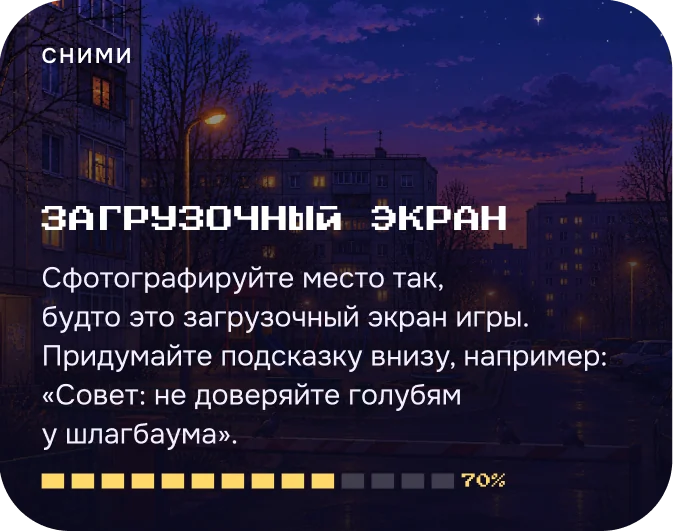 СНИМИ
ЗАГРУЗОЧНЫЙ ЭКРАН
Сфотографируйте место так,
будто это загрузочный экран игры.
Придумайте подсказку внизу, например:
«Совет: не доверяйте голубям
у шлагбаума».
70%